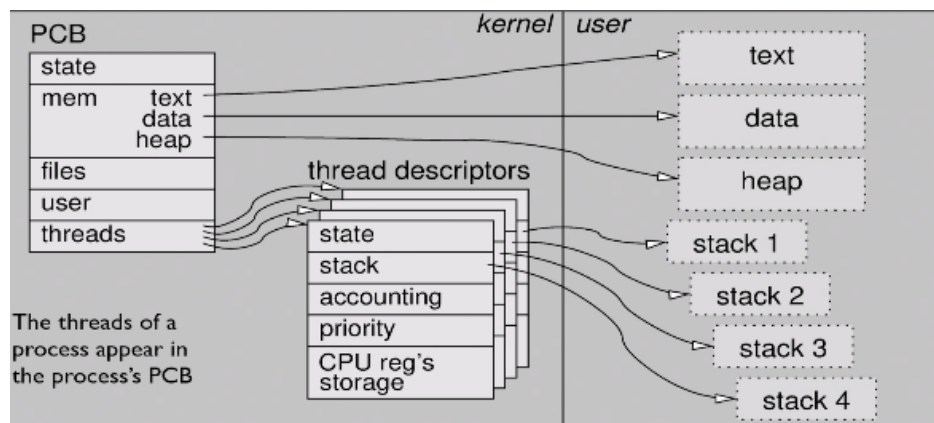 PCB
kernel
user
state
mem
text
data
heap
files
user
threads
thread descriptors
state
stack
accounting
priority
CPU reg's
storage
text
data
heap
stack 1
stack 2
stack 3
stack 4
The threads of a
process appear in
the process's PCB